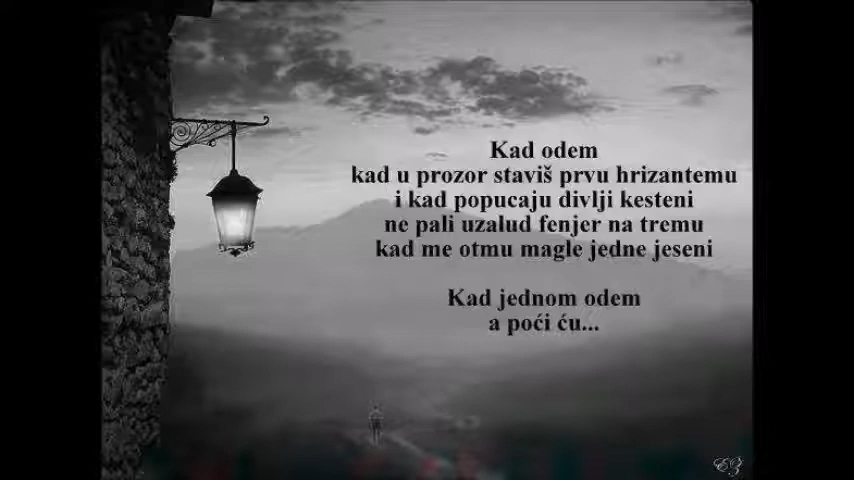 Kad odem
kad u prozor staviš prvu hrizantemu
i kad popucaju divlji kesteni
ne pali uzalud fenjer na tremu
kad me otmu magle jedne jeseni
Kad jednom odem
a poći ću...
EZ